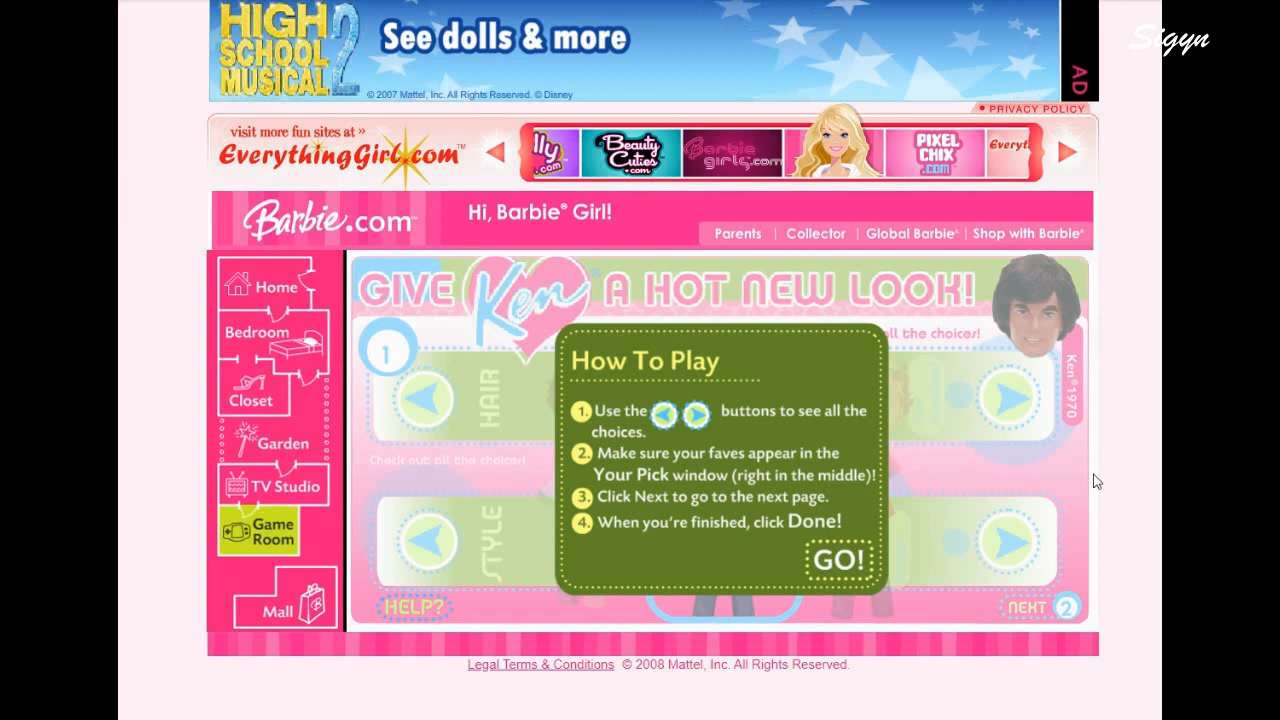 HIGH
SCHOOL
MUSICAL 2
See dolls & more
© 2007 Mattel, Inc. All Rights Reserved. © Disney
AD
Sigyn
• PRIVACY POLICY
visit more fun sites at »
EverythingGirl.com™
lly™
.com
Beauty
Cuties™
.com
Barbie
girls.com
PIXEL
CHIX
.COM™
Everyt
Barbie.com™
Hi, Barbie® Girl!
Parents | Collector | Global Barbie® | Shop with Barbie®
Home
Bedroom
Closet
Garden
TV Studio
Game
Room
Mall
B
GIVE Ken® A HOT NEW LOOK!
all the choices!
1
HAIR
Ken® 1970
Check out all the choices!
STYLE
How To Play
1. Use the buttons to see all the
choices.
2. Make sure your faves appear in the
Your Pick window (right in the middle)!
3. Click Next to go to the next page.
4. When you're finished, click Done!
GO!
HELP?
NEXT 2
Legal Terms & Conditions © 2008 Mattel, Inc. All Rights Reserved.